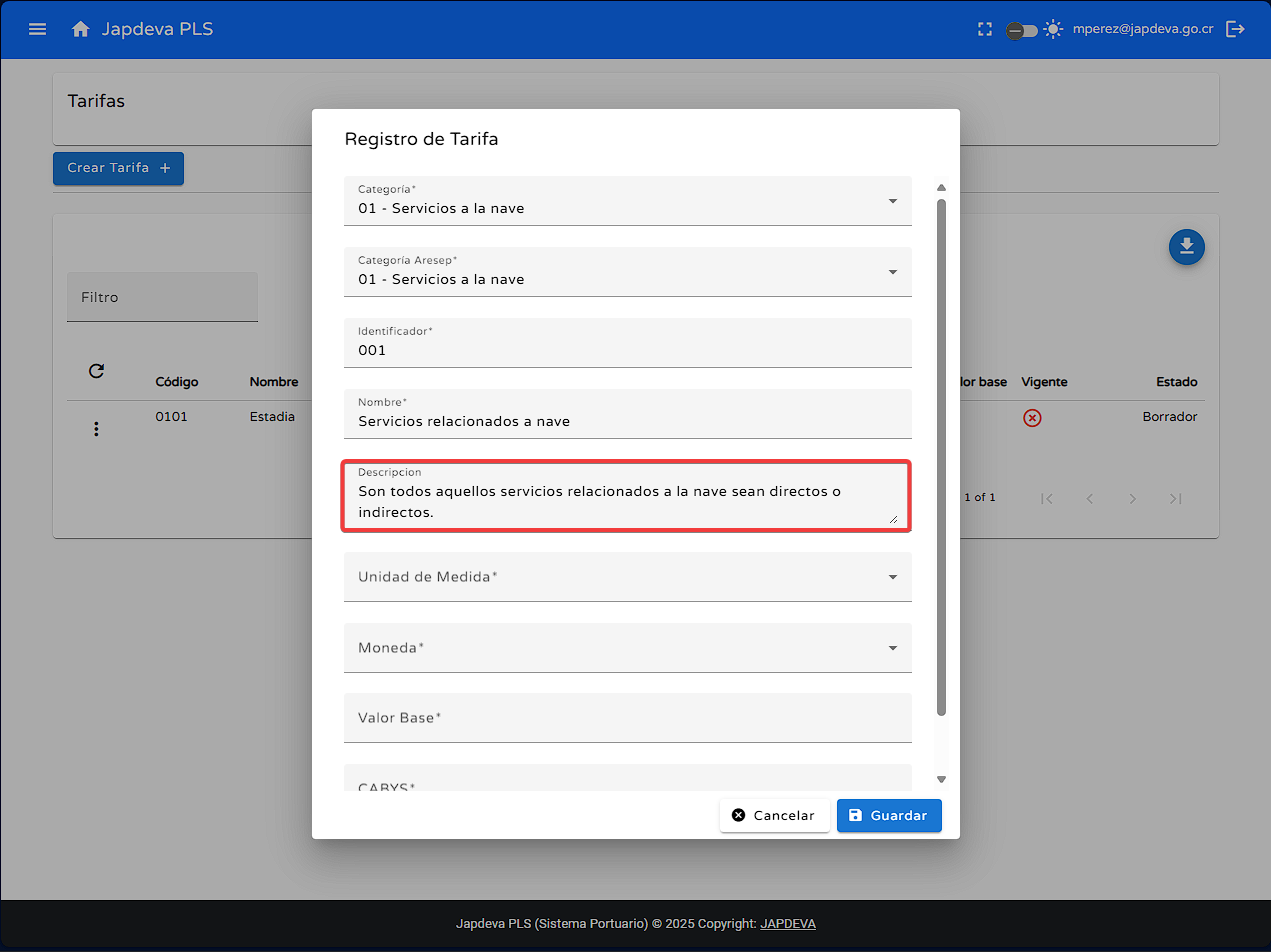 Japdeva PLS
mperez@japdeva.go.cr
Tarifas
Crear Tarifa +
Filtro
Código Nombre
0101 Estadia
Registro de Tarifa
Categoría*
01 - Servicios a la nave
Categoría Aresep*
01 - Servicios a la nave
Identificador*
001
Nombre*
Servicios relacionados a nave
Descripcion
Son todos aquellos servicios relacionados a la nave sean directos o
indirectos.
Unidad de Medida*
Moneda*
Valor Base*
CABYS*
Cancelar
Guardar
base Vigente Estado
Borrador
1 of 1
Japdeva PLS (Sistema Portuario) © 2025 Copyright: JAPDEVA